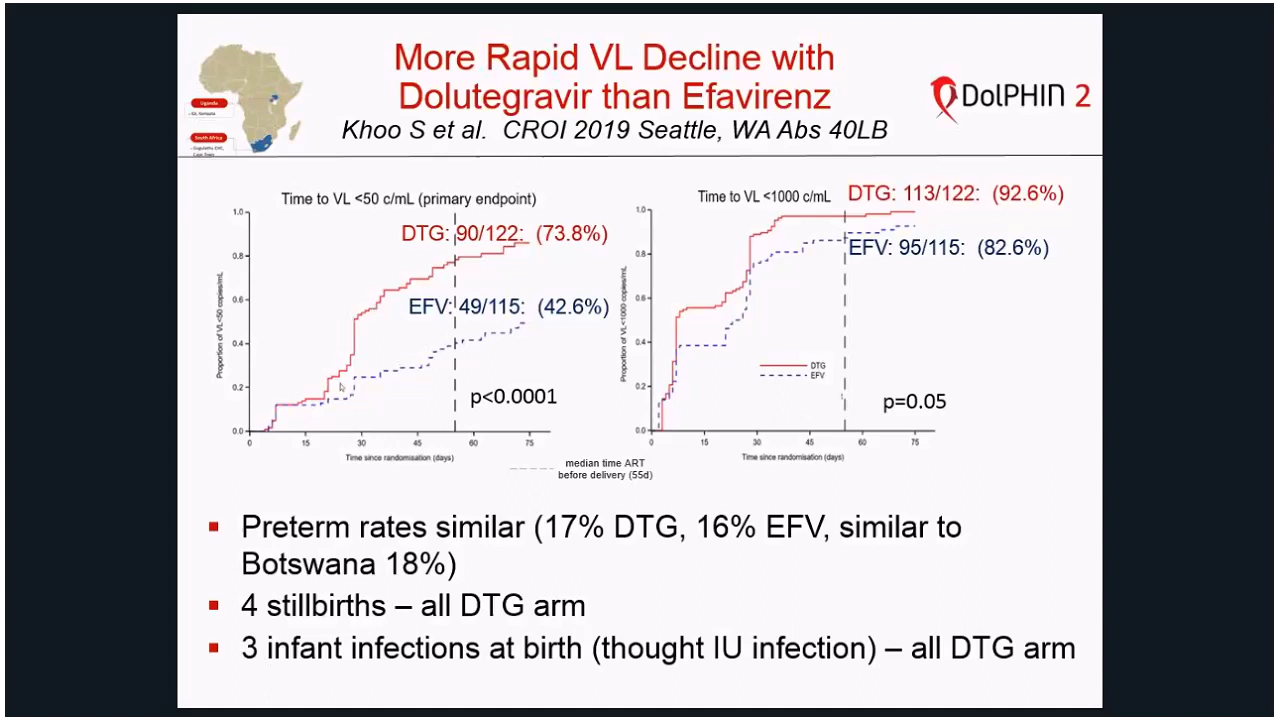 More Rapid VL Decline with
Dolutegravir than Efavirenz
Khoo S et al. CROI 2019 Seattle, WA Abs 40LB
DolPHIN 2
Uganda
South Africa
Time to VL <50 c/mL (primary endpoint)
DTG: 90/122: (73.8%)
EFV: 49/115: (42.6%)
p<0.0001
Proportion of VL<50 copies/mL
1.0
0.8
0.6
0.4
0.2
0.0
0 15 30 45 60 75
Time since randomisation (days)
Time to VL <1000 c/mL
DTG: 113/122: (92.6%)
EFV: 95/115: (82.6%)
DTG
EFV
p=0.05
Proportion of VL<1000 copies/mL
1.0
0.8
0.6
0.4
0.2
0.0
0 15 30 45 60 75
Time since randomisation (days)
median time ART
before delivery (55d)
▪ Preterm rates similar (17% DTG, 16% EFV, similar to
Botswana 18%)
▪ 4 stillbirths – all DTG arm
▪ 3 infant infections at birth (thought IU infection) – all DTG arm